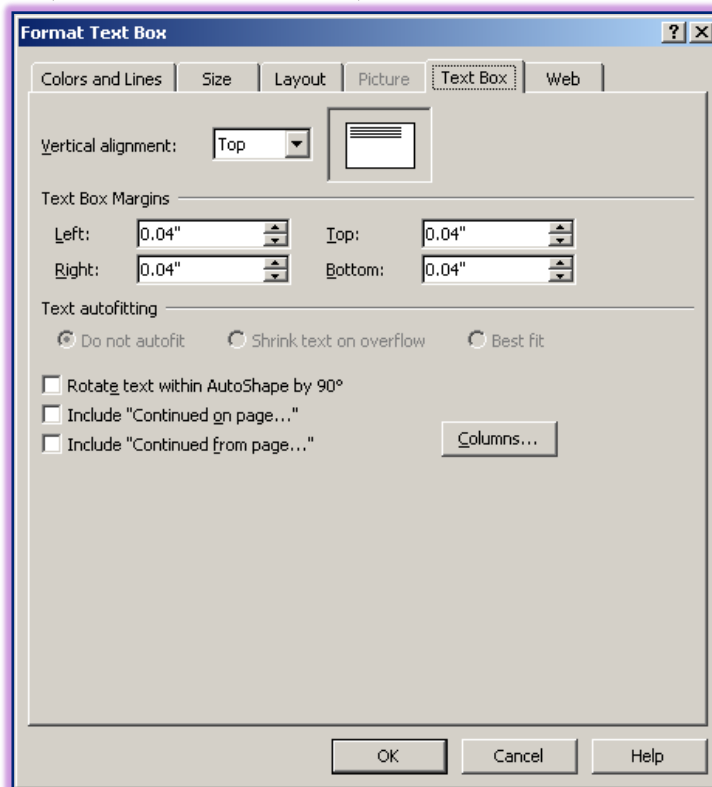 Format Text Box
Colors and Lines Size Layout Picture Text Box Web
Vertical alignment: Top
Text Box Margins
Left: 0.04" Top: 0.04"
Right: 0.04" Bottom: 0.04"
Text autofitting
Do not autofit Shrink text on overflow Best fit
Rotate text within AutoShape by 90°
Include "Continued on page..."
Include "Continued from page..." Columns...
OK Cancel Help